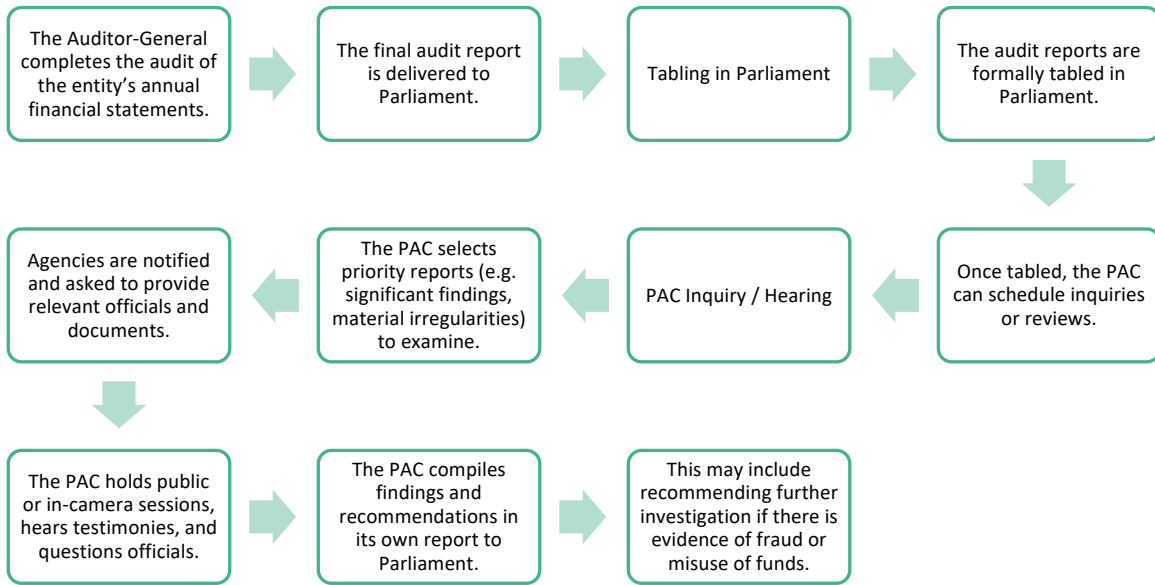 The Auditor-General
completes the audit of
the entity’s annual
financial statements.
The final audit report
is delivered to
Parliament.
Tabling in Parliament
The audit reports are
formally tabled in
Parliament.
Once tabled, the PAC
can schedule inquiries
or reviews.
PAC Inquiry / Hearing
The PAC selects
priority reports (e.g.
significant findings,
material irregularities)
to examine.
Agencies are notified
and asked to provide
relevant officials and
documents.
The PAC holds public
or in-camera sessions,
hears testimonies, and
questions officials.
The PAC compiles
findings and
recommendations in
its own report to
Parliament.
This may include
recommending further
investigation if there is
evidence of fraud or
misuse of funds.